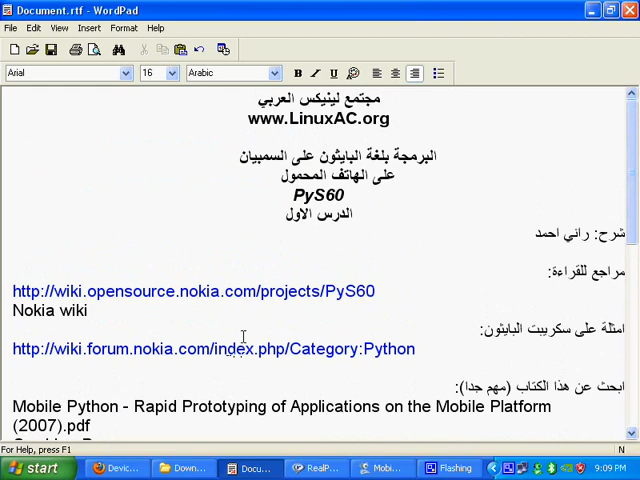 Document.rtf - WordPad
File Edit View Insert Format Help
Arial 16 Arabic B I U
مجتمع لينيكس العربي
www.LinuxAC.org
البرمجة بلغة البايثون على السمبيان
على الهاتف المحمول
PyS60
الدرس الاول
شرح: راني احمد
مراجع للقراءة:
http://wiki.opensource.nokia.com/projects/PyS60
Nokia wiki
امثلة على سكريبت البايثون:
http://wiki.forum.nokia.com/index.php/Category:Python
ابحث عن هذا الكتاب (مهم جدا):
Mobile Python - Rapid Prototyping of Applications on the Mobile Platform
(2007).pdf
For Help, press F1 N
start Devic... Down... Docu... RealP... Mobi... Flashing 9:09 PM